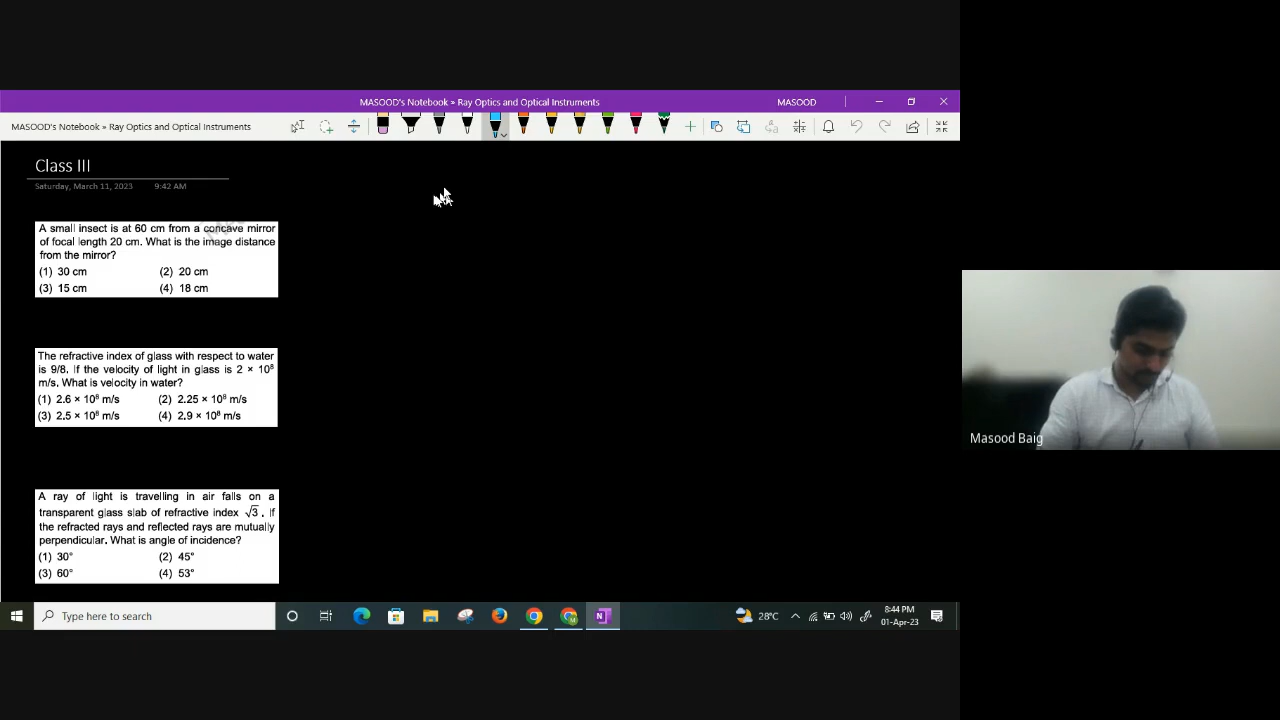 MASOOD's Notebook » Ray Optics and Optical Instruments
MASOOD
MASOOD's Notebook » Ray Optics and Optical Instruments
Class III
Saturday, March 11, 2023 9:42 AM
A small insect is at 60 cm from a concave mirror
of focal length 20 cm. What is the image distance
from the mirror?
(1) 30 cm (2) 20 cm
(3) 15 cm (4) 18 cm
The refractive index of glass with respect to water
is 9/8. If the velocity of light in glass is 2 × 10⁸
m/s. What is velocity in water?
(1) 2.6 × 10⁸ m/s (2) 2.25 × 10⁸ m/s
(3) 2.5 × 10⁸ m/s (4) 2.9 × 10⁸ m/s
A ray of light is travelling in air falls on a
transparent glass slab of refractive index √3. If
the refracted rays and reflected rays are mutually
perpendicular. What is angle of incidence?
(1) 30° (2) 45°
(3) 60° (4) 53°
Masood Baig
Type here to search
28°C
8:44 PM
01-Apr-23